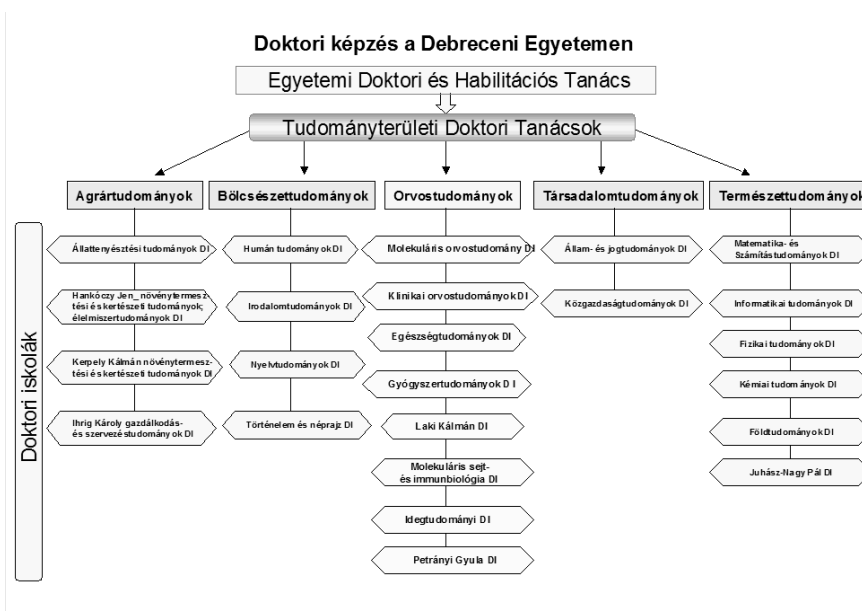 Doktori képzés a Debreceni Egyetemen
Egyetemi Doktori és Habilitációs Tanács
Tudományterületi Doktori Tanácsok
Agrártudományok
Bölcsészettudományok
Orvostudományok
Társadalomtudományok
Természettudományok
Doktori iskolák
Állattenyésztési tudományok DI
Hankóczy Jen_ növénytermesz-
tési és kertészeti tudományok;
élelmiszertudományok DI
Kerpely Kálmán növénytermesz-
tési és kertészeti tudományok DI
Ihrig Károly gazdálkodás-
és szervezéstudományok DI
Humán tudományok DI
Irodalomtudományok DI
Nyelvtudományok DI
Történelem és néprajz DI
Molekuláris orvostudomány DI
Klinikai orvostudományok DI
Egészségtudományok DI
Gyógyszertudományok D I
Laki Kálmán DI
Molekuláris sejt-
és immunbiológia DI
Idegtudományi DI
Petrányi Gyula DI
Állam- és jogtudományok DI
Közgazdaságtudományok DI
Matematika- és
Számítástudományok DI
Informatikai tudományok DI
Fizikai tudományok DI
Kémiai tudományok DI
Földtudományok DI
Juhász-Nagy Pál DI